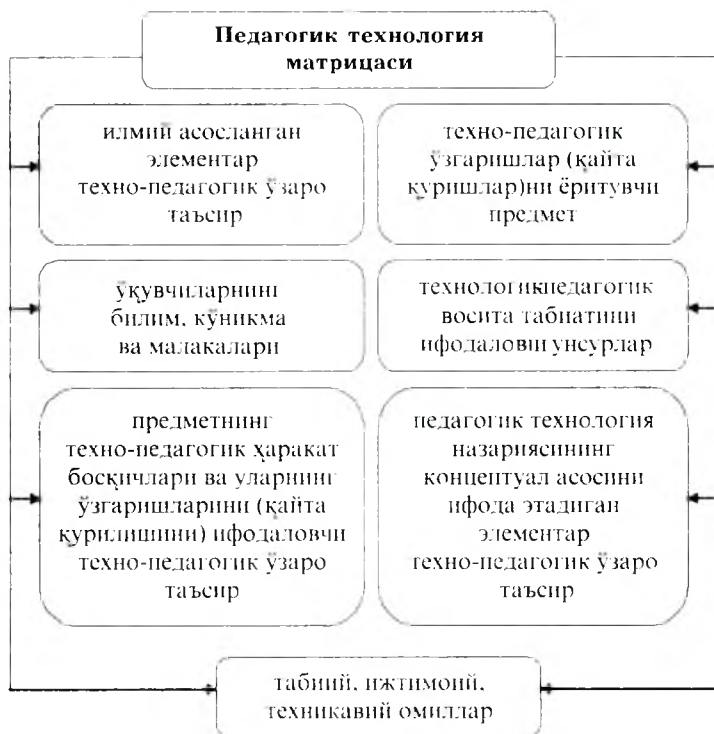 Педагогик технология
матрицаси
илмий асосланган
элементар
техно-педагогик ўзаро
таъсир
техно-педагогик
ўзгаришлар (қайта
қуришлар)ни ёритувчи
предмет
ўқувчиларнинг
билим, кўникма
ва малакалари
технологикпедагогик
восита табиатини
ифодаловчи унсурлар
предметнинг
техно-педагогик ҳаракат
босқичлари ва уларнинг
ўзгаришларини (қайта
қурилишини) ифодаловчи
техно-педагогик ўзаро
таъсир
педагогик технология
назариясининг
концептуал асосини
ифода этадиган
элементар
техно-педагогик ўзаро
таъсир
табиий, ижтимоий,
техникавий омиллар